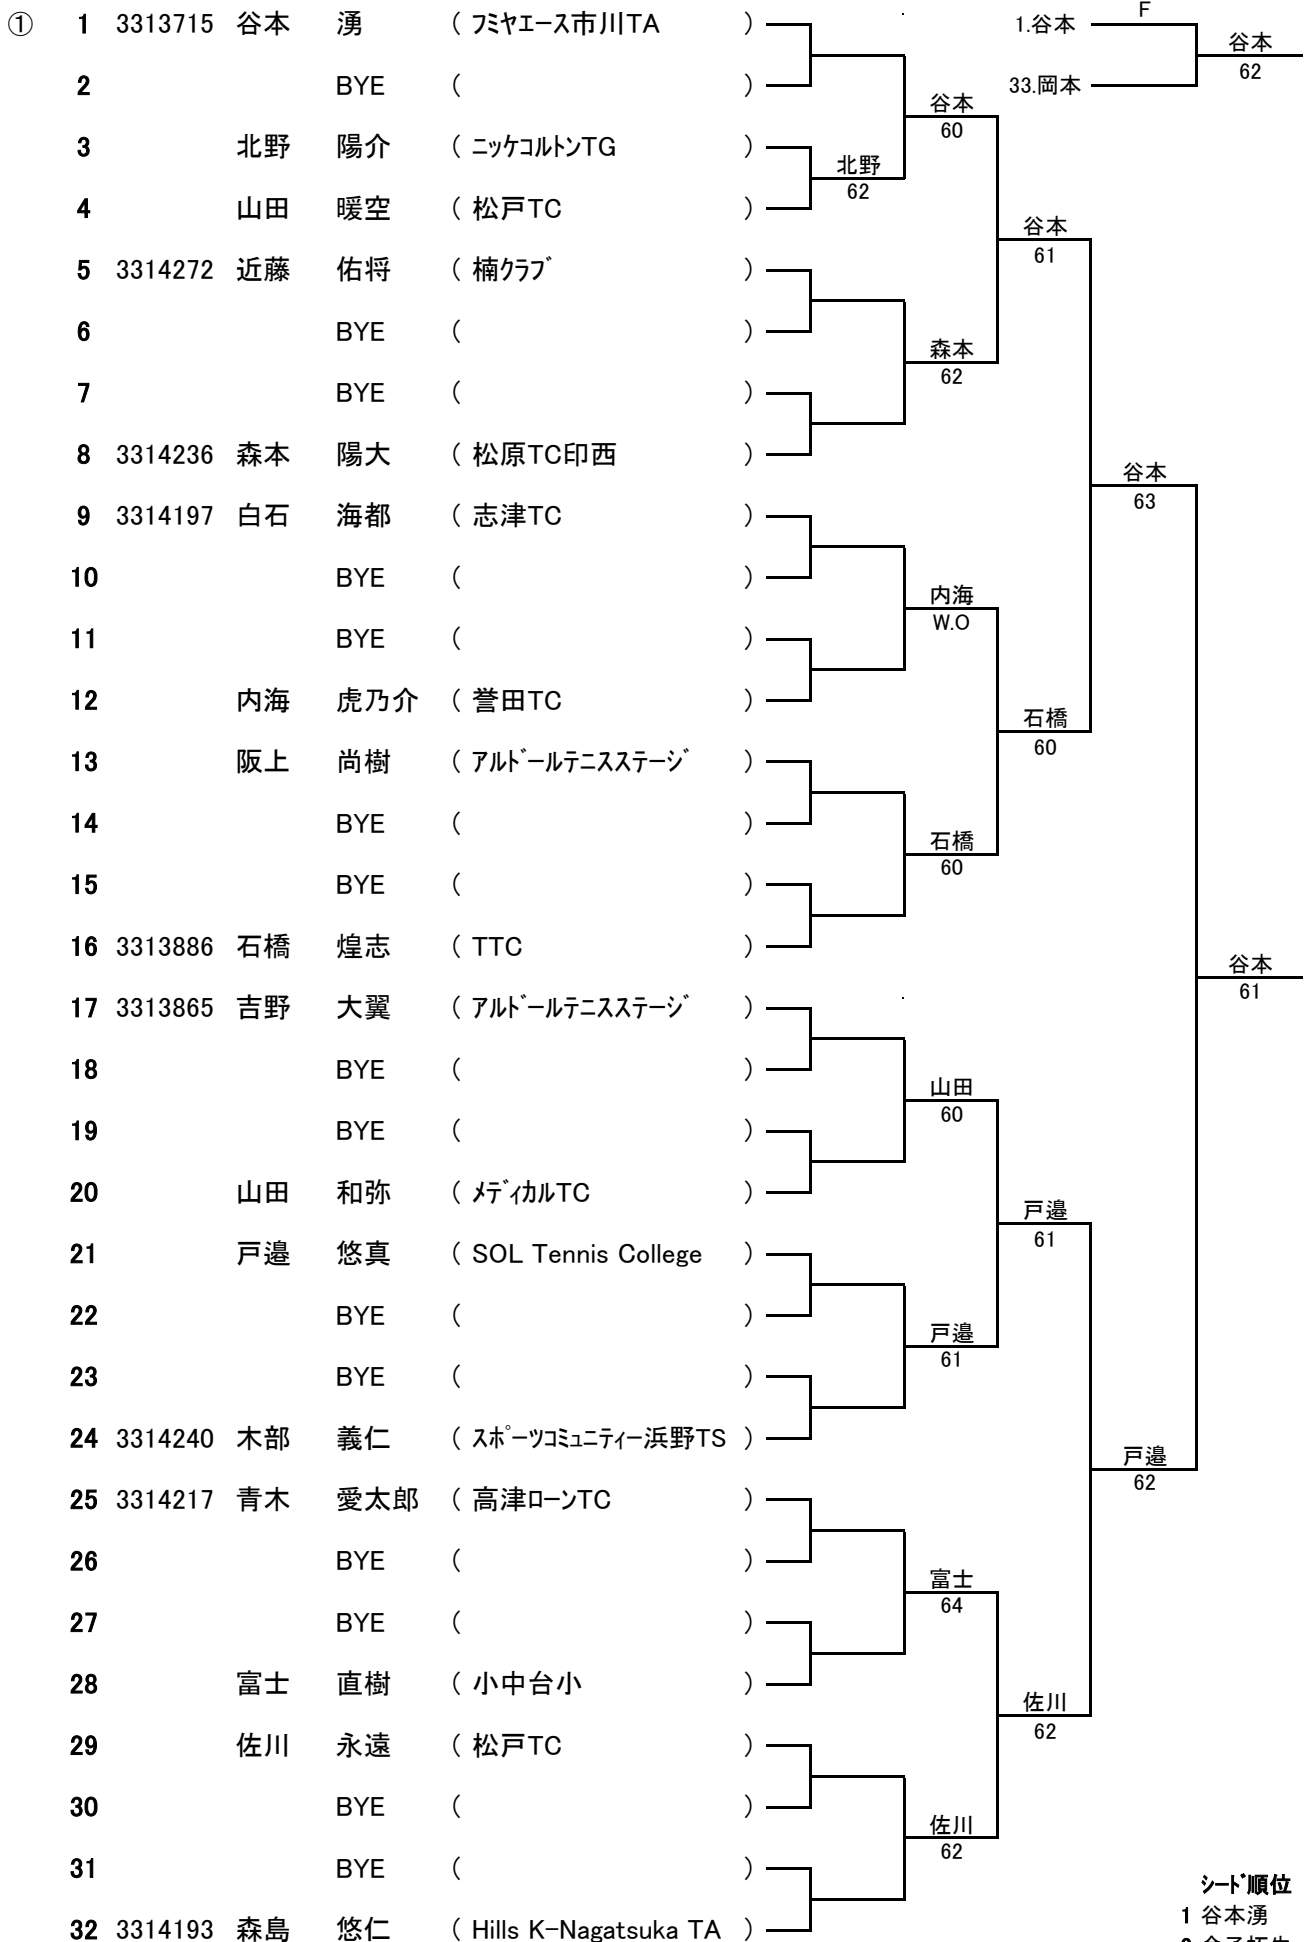 ① 1 3313715 谷本 湧 ( フミヤエース市川TA )
2 BYE ( )
3 北野 陽介 ( ニッケコルトンTG )
4 山田 暖空 ( 松戸TC )
5 3314272 近藤 佑将 ( 楠クラブ )
6 BYE ( )
7 BYE ( )
8 3314236 森本 陽大 ( 松原TC印西 )
9 3314197 白石 海都 ( 志津TC )
10 BYE ( )
11 BYE ( )
12 内海 虎乃介 ( 誉田TC )
13 阪上 尚樹 ( アルドールテニスステージ )
14 BYE ( )
15 BYE ( )
16 3313886 石橋 煌志 ( TTC )
17 3313865 吉野 大翼 ( アルドールテニスステージ )
18 BYE ( )
19 BYE ( )
20 山田 和弥 ( メディカルTC )
21 戸邉 悠真 ( SOL Tennis College )
22 BYE ( )
23 BYE ( )
24 3314240 木部 義仁 ( スポーツコミュニティー浜野TS )
25 3314217 青木 愛太郎 ( 高津ローンTC )
26 BYE ( )
27 BYE ( )
28 富士 直樹 ( 小中台小 )
29 佐川 永遠 ( 松戸TC )
30 BYE ( )
31 BYE ( )
32 3314193 森島 悠仁 ( Hills K-Nagatsuka TA )
北野
62
谷本
60
森本
62
内海
W.O
石橋
60
山田
60
戸邉
61
富士
64
佐川
62
谷本
61
石橋
60
戸邉
61
佐川
62
谷本
63
戸邉
62
谷本
61
F
1.谷本
33.岡本
谷本
62
シード順位
1 谷本湧